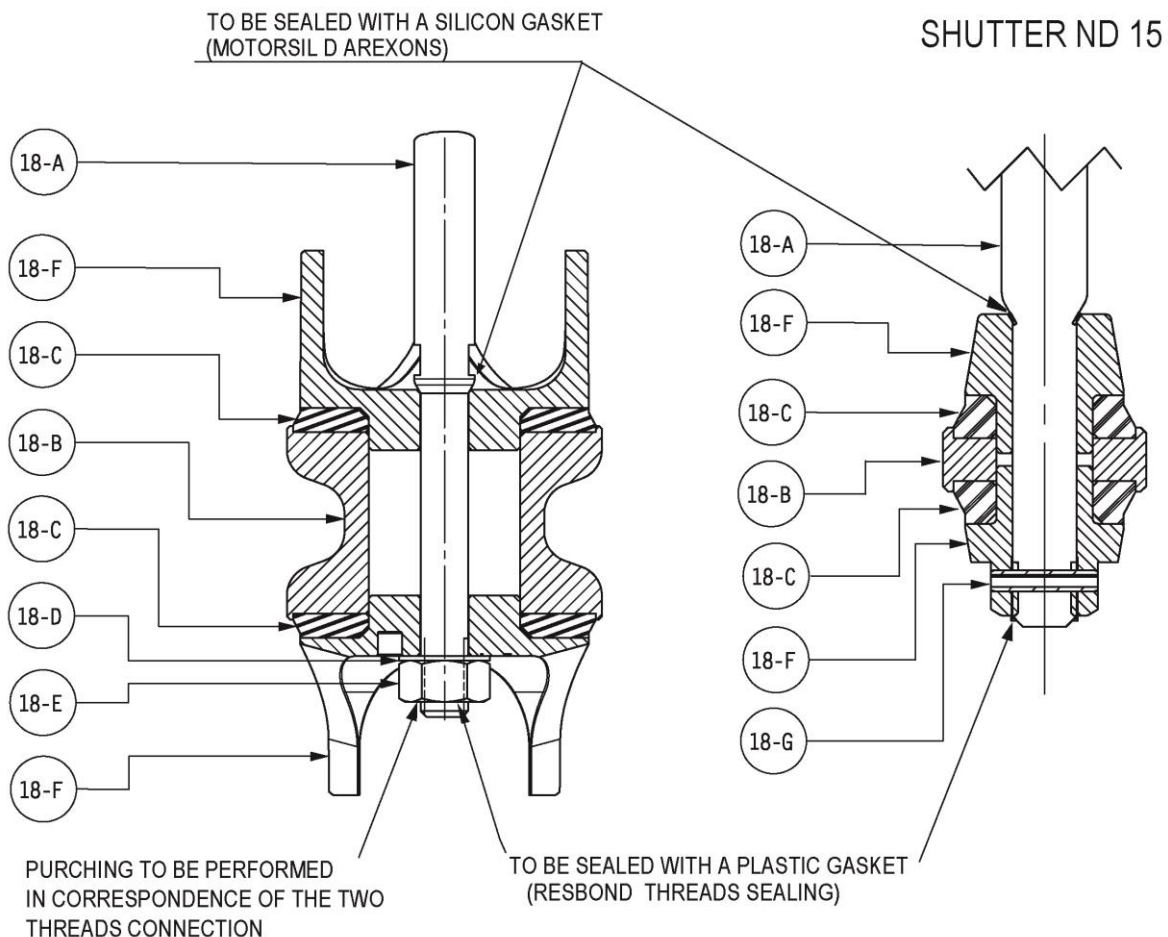 TO BE SEALED WITH A SILICON GASKET
(MOTORSIL D AREXONS)
SHUTTER ND 15
18-A
18-F
18-C
18-B
18-C
18-D
18-E
18-F
18-A
18-F
18-C
18-B
18-C
18-F
18-G
PURCHING TO BE PERFORMED
IN CORRESPONDENCE OF THE TWO
THREADS CONNECTION
TO BE SEALED WITH A PLASTIC GASKET
(RESBOND THREADS SEALING)